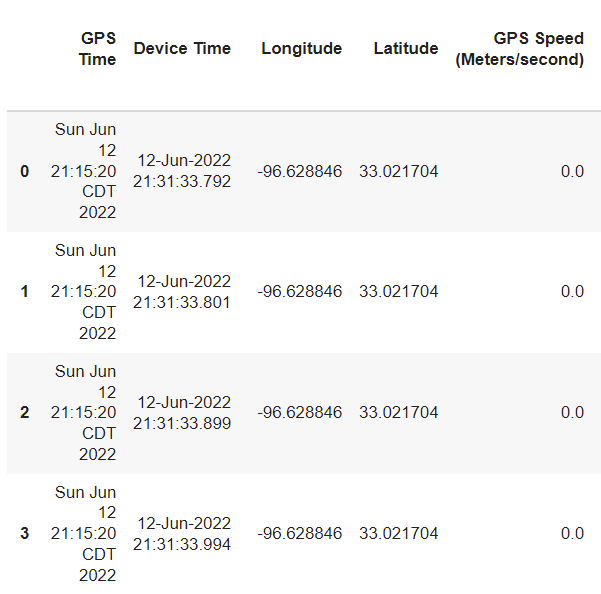 GPS Time Device Time Longitude Latitude GPS Speed (Meters/second)
0 Sun Jun 12 21:15:20 CDT 2022 12-Jun-2022 21:31:33.792 -96.628846 33.021704 0.0
1 Sun Jun 12 21:15:20 CDT 2022 12-Jun-2022 21:31:33.801 -96.628846 33.021704 0.0
2 Sun Jun 12 21:15:20 CDT 2022 12-Jun-2022 21:31:33.899 -96.628846 33.021704 0.0
3 Sun Jun 12 21:15:20 CDT 2022 12-Jun-2022 21:31:33.994 -96.628846 33.021704 0.0